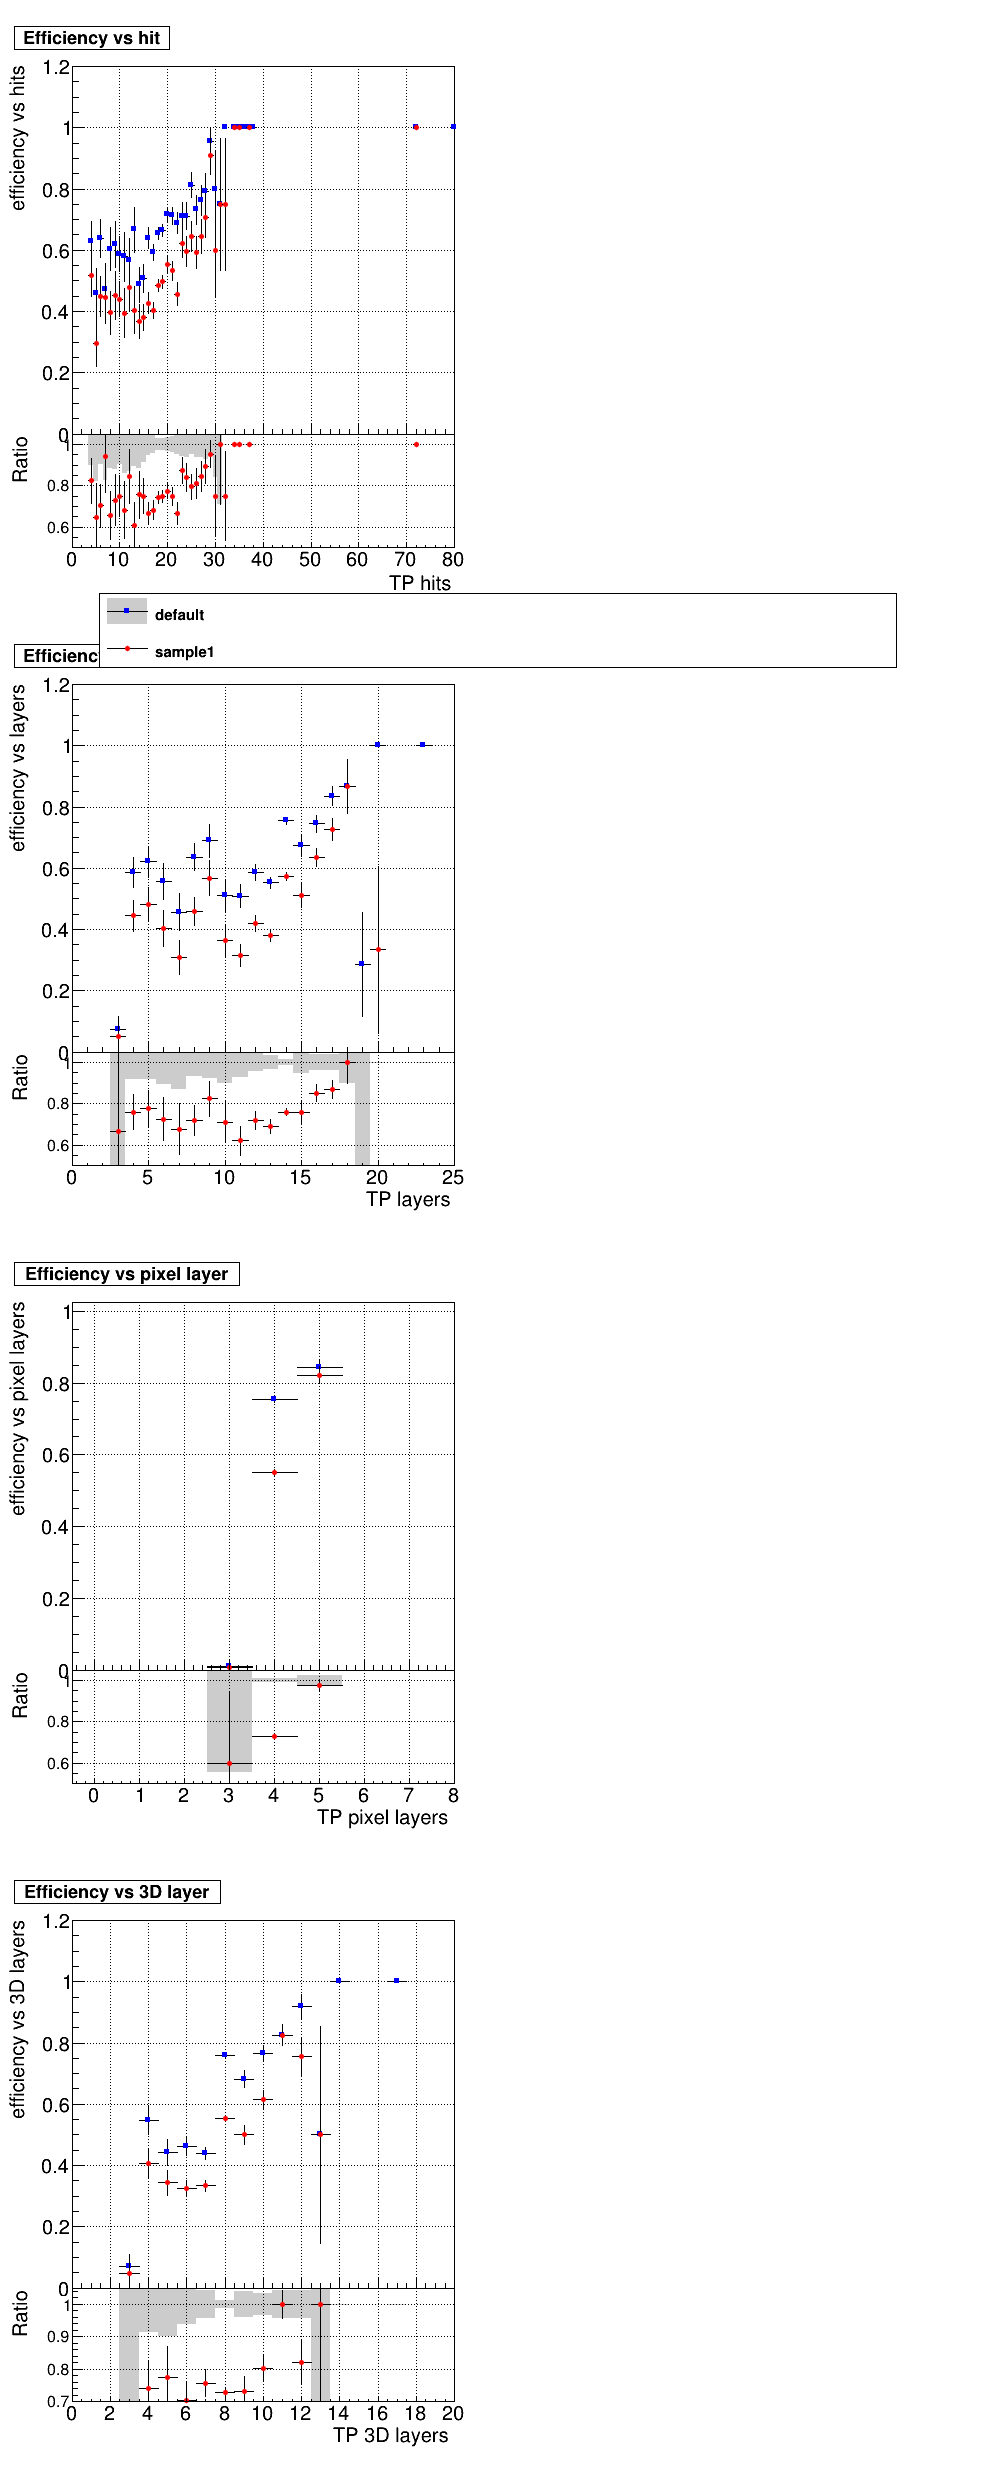 Efficiency vs hit
efficiency vs hits
1.2
1
0.8
0.6
0.4
0.2
0
Ratio
1
0.8
0.6
0 10 20 30 40 50 60 70 80
TP hits
default
sample1
Efficienc
efficiency vs layers
1.2
1
0.8
0.6
0.4
0.2
0
Ratio
1
0.8
0.6
0 5 10 15 20 25
TP layers
Efficiency vs pixel layer
efficiency vs pixel layers
1
0.8
0.6
0.4
0.2
0
Ratio
1
0.8
0.6
0 1 2 3 4 5 6 7 8
TP pixel layers
Efficiency vs 3D layer
efficiency vs 3D layers
1.2
1
0.8
0.6
0.4
0.2
0
Ratio
1
0.9
0.8
0.7
0 2 4 6 8 10 12 14 16 18 20
TP 3D layers